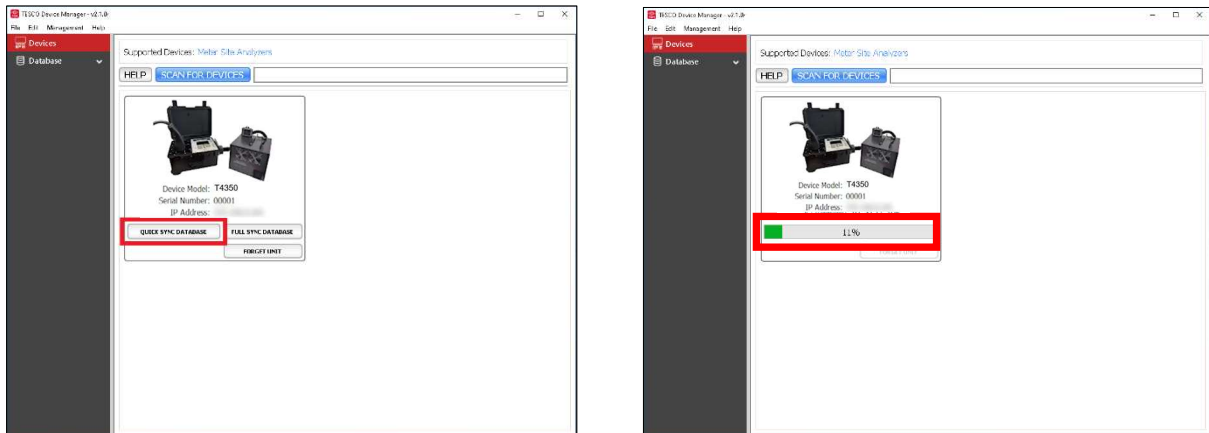 TESCO Device Manager - v2.1.0-
File Edit Management Help
Devices
Database
Supported Devices: Meter Site Analyzers
HELP SCAN FOR DEVICES
Device Model: T4350
Serial Number: 00001
IP Address:
QUICK SYNC DATABASE FULL SYNC DATABASE
FORGET UNIT
TESCO Device Manager - v2.1.0-
File Edit Management Help
Devices
Database
Supported Devices: Meter Site Analyzers
HELP SCAN FOR DEVICES
Device Model: T4350
Serial Number: 00001
IP Address:
11%
FORGET UNIT